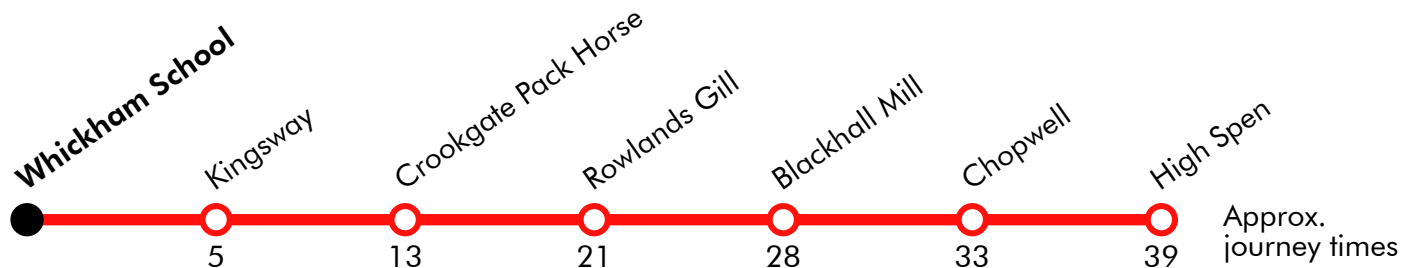 Whickham School
Kingsway
Crookgate Pack Horse
Rowlands Gill
Blackhall Mill
Chopwell
High Spen
Approx.
journey times
5
13
21
28
33
39